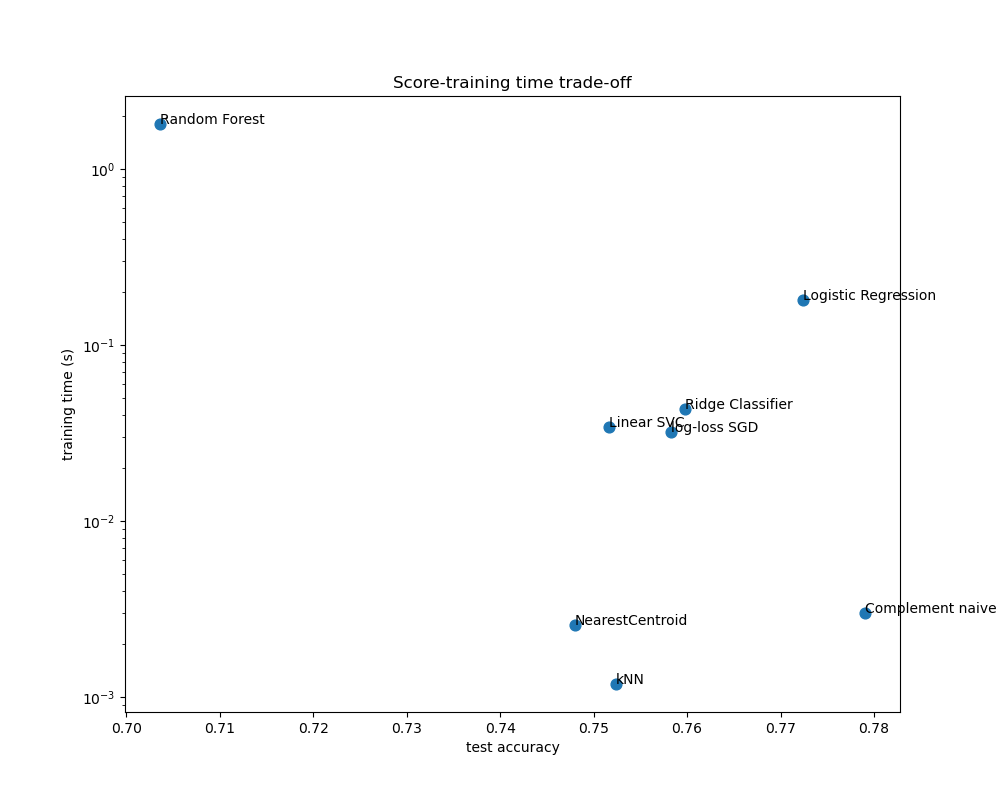 Score-training time trade-off
Random Forest
Logistic Regression
Ridge Classifier
Linear SVC
log-loss SGD
NearestCentroid
Complement naive
kNN
training time (s)
10⁰
10⁻¹
10⁻²
10⁻³
0.70 0.71 0.72 0.73 0.74 0.75 0.76 0.77 0.78
test accuracy